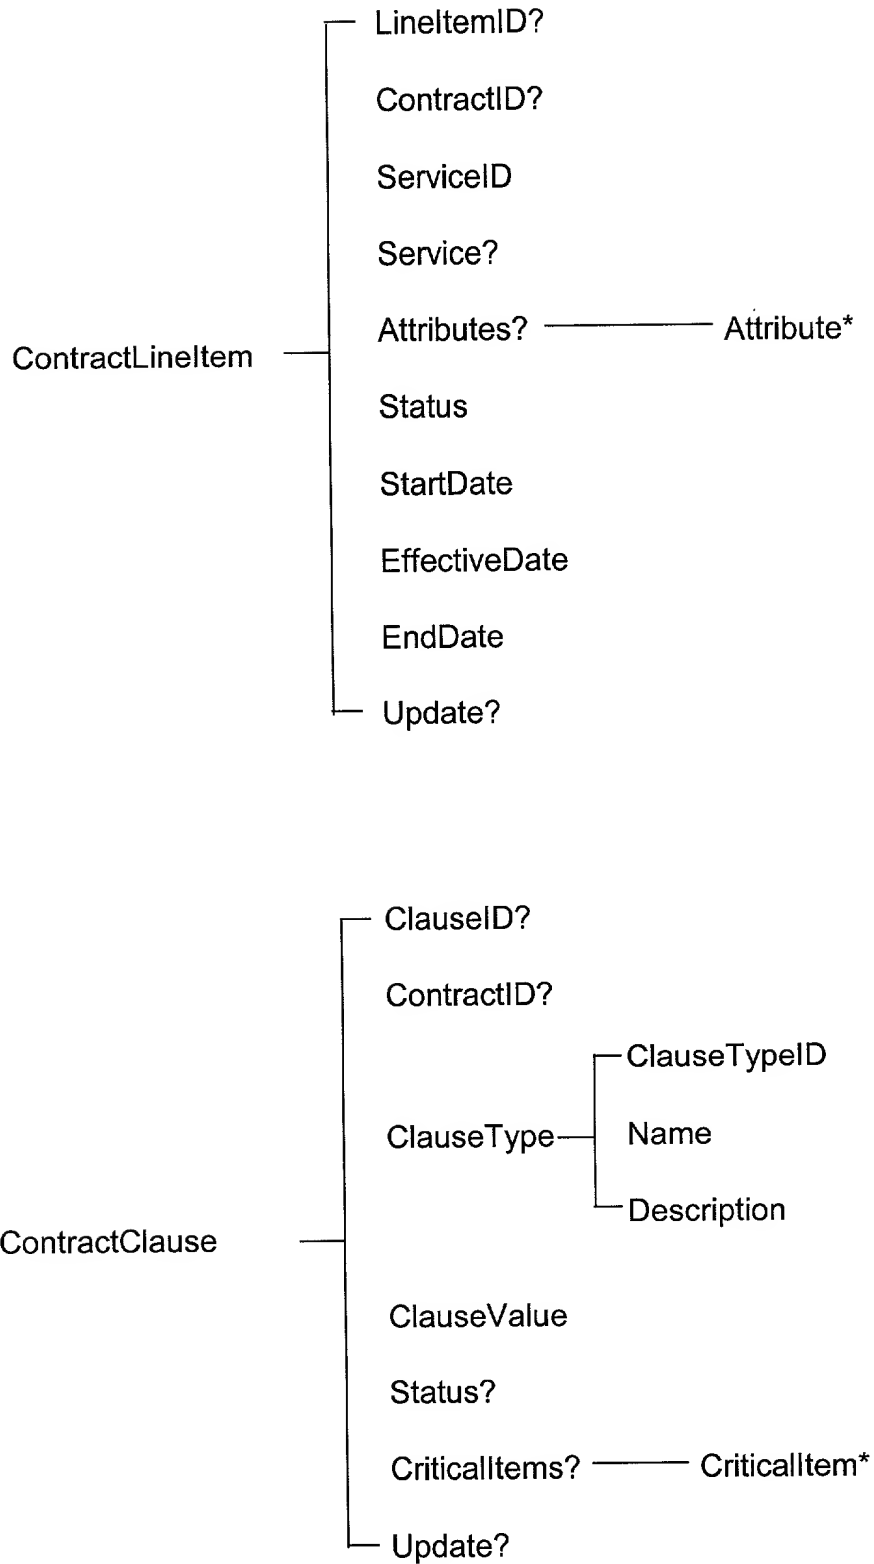 LineItemID?
ContractID?
ServiceID
Service?
Attributes? Attribute*
ContractLineItem
Status
StartDate
EffectiveDate
EndDate
Update?
ClauseID?
ContractID?
ClauseTypeID
ClauseType Name
Description
ContractClause
ClauseValue
Status?
CriticalItems? CriticalItem*
Update?